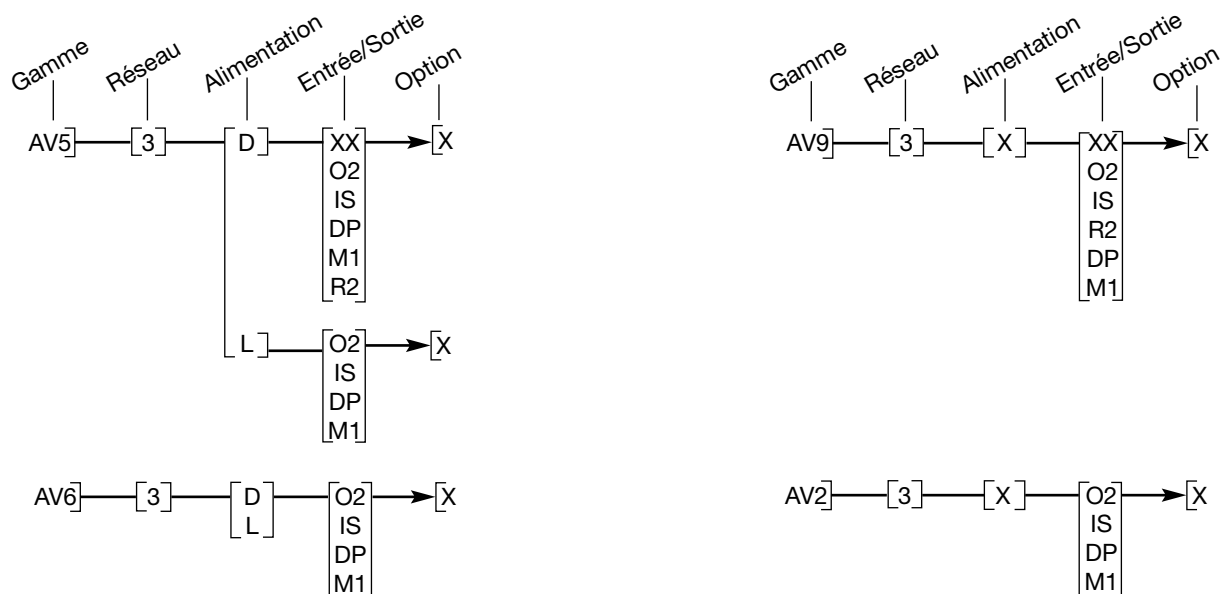 Gamme Réseau Alimentation Entrée/Sortie Option
AV5 3 D XX X
O2
IS
DP
M1
R2
L O2 X
IS
DP
M1
AV6 3 D O2 X
L IS
DP
M1
Gamme Réseau Alimentation Entrée/Sortie Option
AV9 3 X XX X
O2
IS
R2
DP
M1
AV2 3 X O2 X
IS
DP
M1